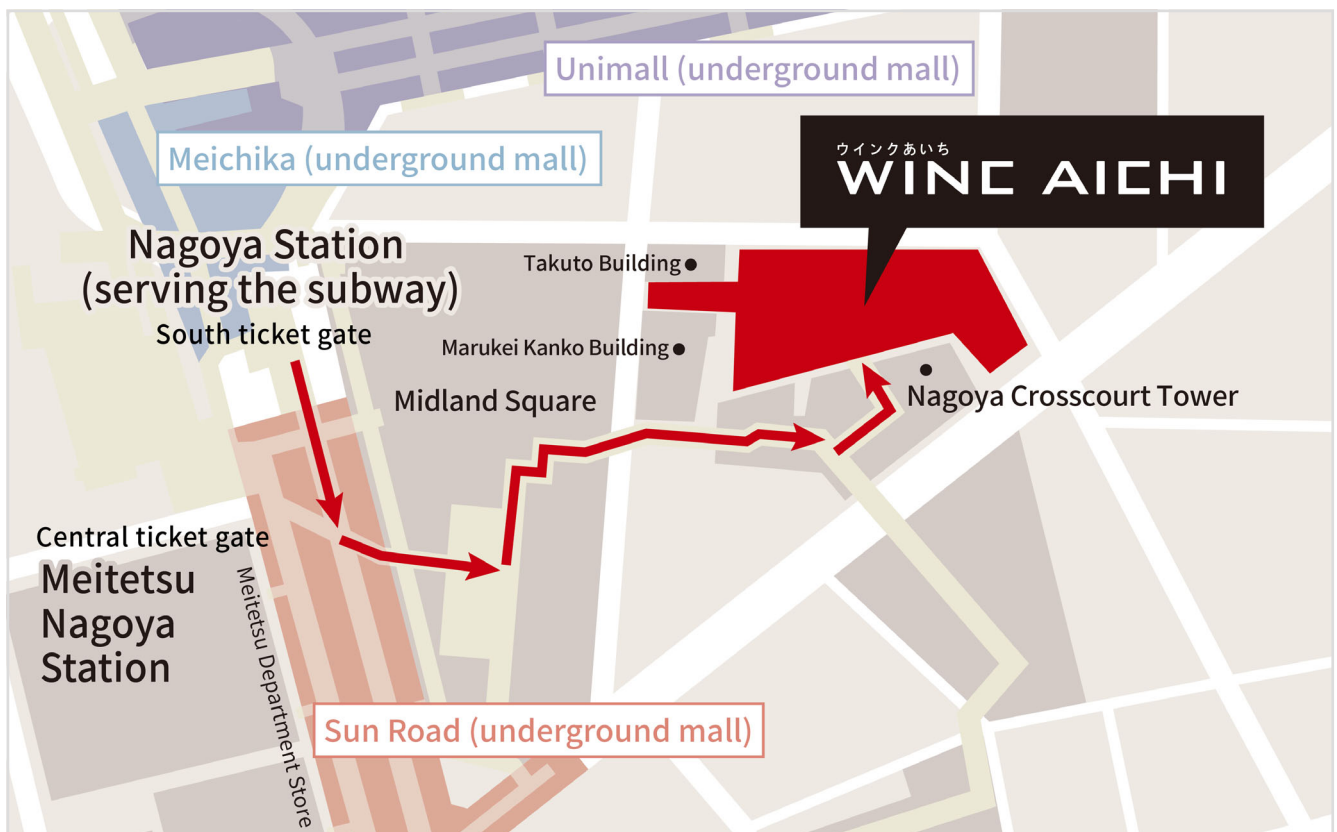 Unimall (underground mall)
Meichika (underground mall)
ウインクあいち
WINC AICHI
Nagoya Station
(serving the subway)
South ticket gate
Takuto Building
Marukei Kanko Building
Midland Square
Nagoya Crosscourt Tower
Central ticket gate
Meitetsu
Nagoya
Station
Meitetsu Department Store
Sun Road (underground mall)